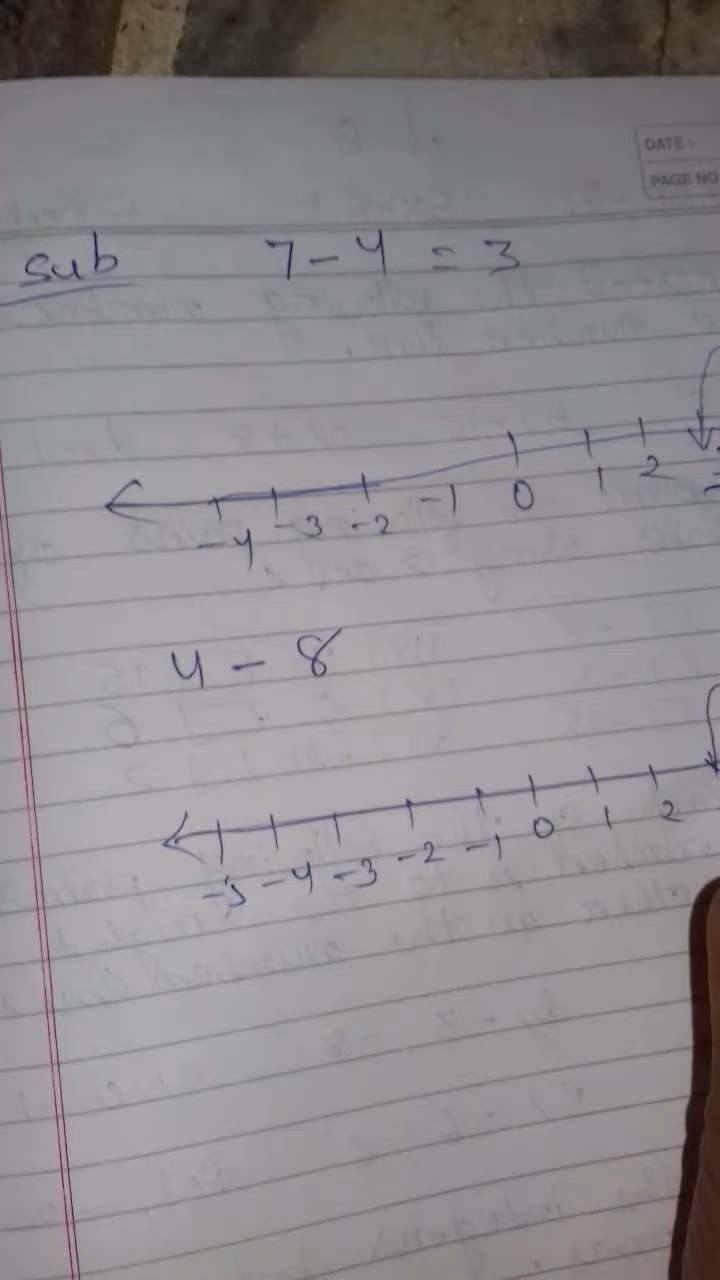 DATE :
PAGE NO
Sub 7 - 4 = 3
-4 -3 -2 -1 0 1 2
4 - 8
-5 -4 -3 -2 -1 0 1 2